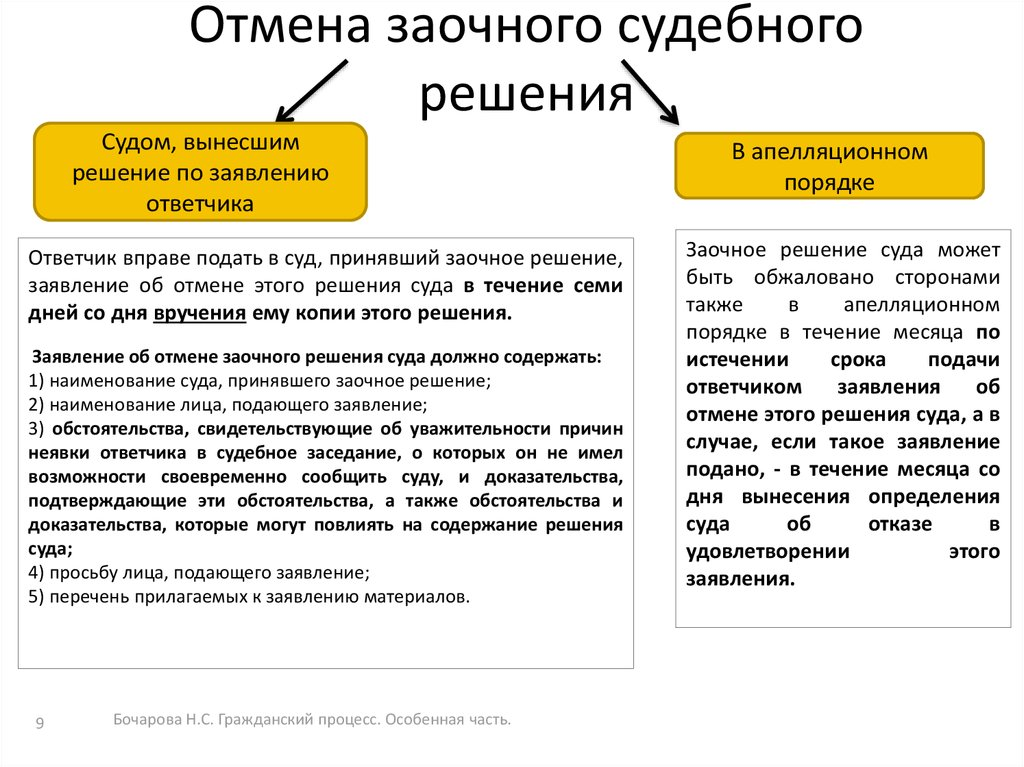 Отмена заочного судебного
решения
Судом, вынесшим
решение по заявлению
ответчика
Ответчик вправе подать в суд, принявший заочное решение,
заявление об отмене этого решения суда в течение семи
дней со дня вручения ему копии этого решения.
Заявление об отмене заочного решения суда должно содержать:
1) наименование суда, принявшего заочное решение;
2) наименование лица, подающего заявление;
3) обстоятельства, свидетельствующие об уважительности причин
неявки ответчика в судебное заседание, о которых он не имел
возможности своевременно сообщить суду, и доказательства,
подтверждающие эти обстоятельства, а также обстоятельства и
доказательства, которые могут повлиять на содержание решения
суда;
4) просьбу лица, подающего заявление;
5) перечень прилагаемых к заявлению материалов.
В апелляционном
порядке
Заочное решение суда может
быть обжаловано сторонами
также в апелляционном
порядке в течение месяца по
истечении срока подачи
ответчиком заявления об
отмене этого решения суда, а в
случае, если такое заявление
подано, - в течение месяца со
дня вынесения определения
суда об отказе в
удовлетворении этого
заявления.
9
Бочарова Н.С. Гражданский процесс. Особенная часть.